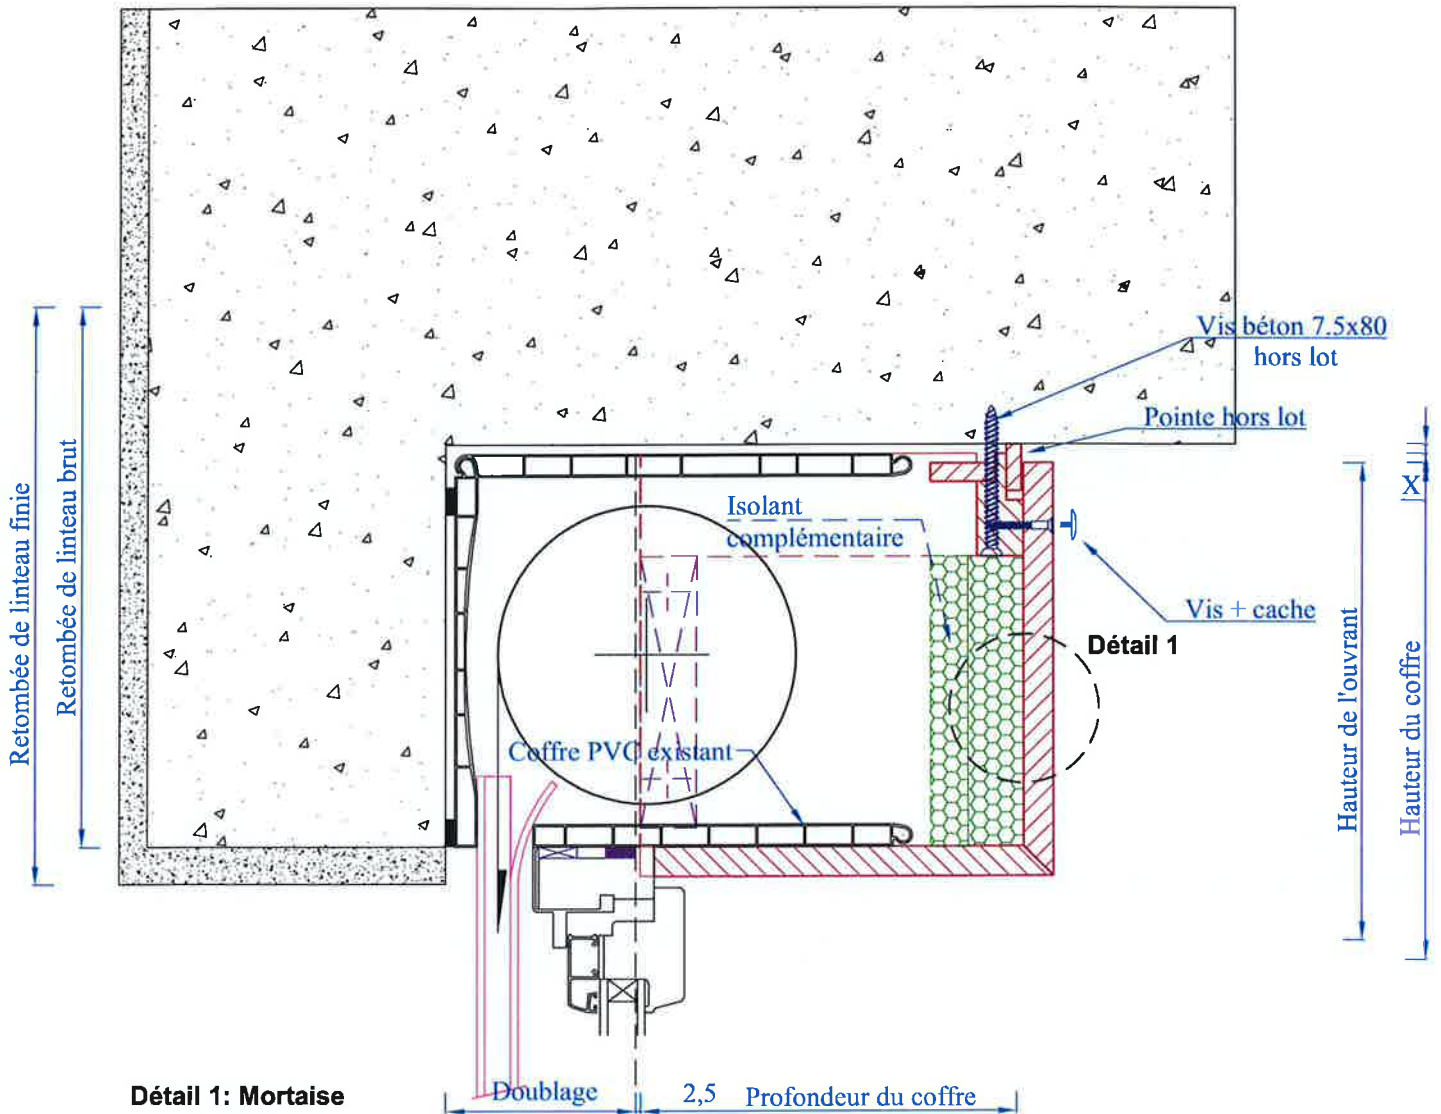 Vis béton 7.5x80
hors lot
Pointe hors lot
X
Isolant
complémentaire
Vis + cache
Détail 1
Coffre PVC existant
Retombée de linteau finie
Retombée de linteau brut
Hauteur de l'ouvrant
Hauteur du coffre
Détail 1: Mortaise
Doublage
2,5
Profondeur du coffre